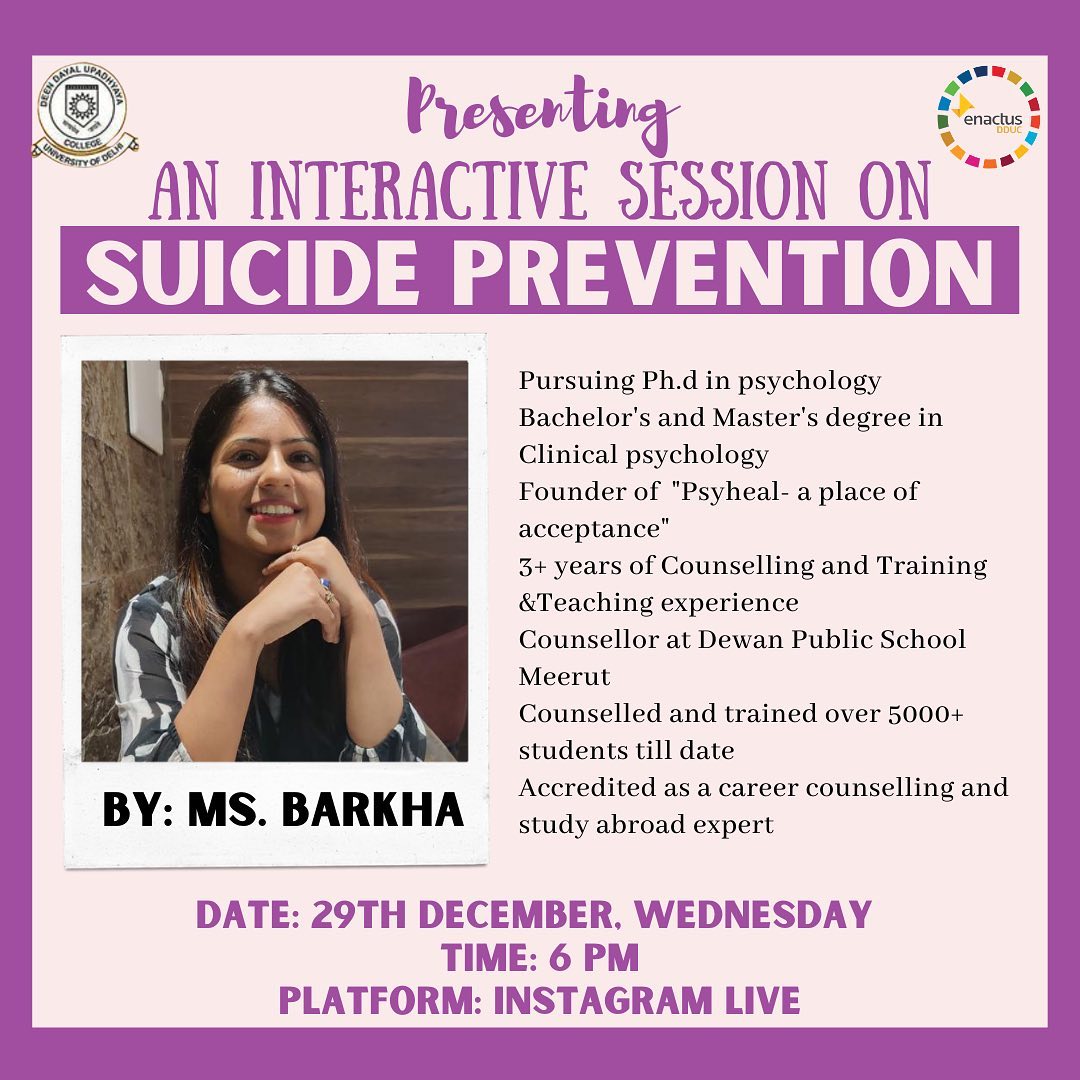 DEEN DAYAL UPADHYAYA
COLLEGE
UNIVERSITY OF DELHI
enactus
DDUC
Presenting
AN INTERACTIVE SESSION ON
SUICIDE PREVENTION
Pursuing Ph.d in psychology
Bachelor's and Master's degree in
Clinical psychology
Founder of "Psyheal- a place of
acceptance"
3+ years of Counselling and Training
&Teaching experience
Counsellor at Dewan Public School
Meerut
Counselled and trained over 5000+
students till date
Accredited as a career counselling and
study abroad expert
BY: MS. BARKHA
DATE: 29TH DECEMBER, WEDNESDAY
TIME: 6 PM
PLATFORM: INSTAGRAM LIVE